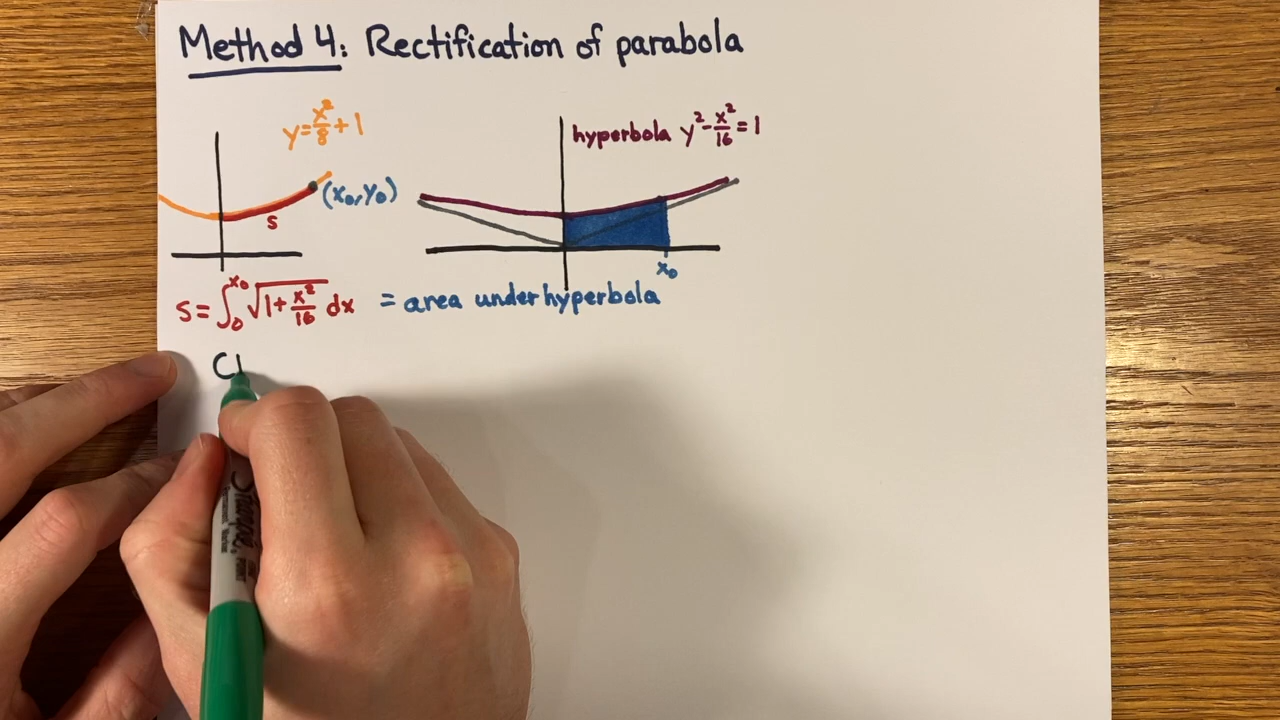 Method 4: Rectification of parabola
y = x²/8 + 1
hyperbola y² - x²/16 = 1
(x₀, y₀)
s
x₀
s = ∫₀^x₀ √(1 + x²/16) dx = area under hyperbola
Sharpie